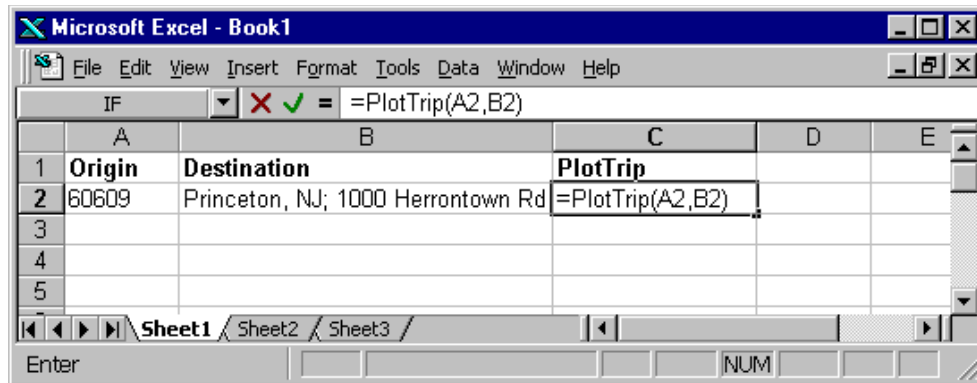 Microsoft Excel - Book1
File Edit View Insert Format Tools Data Window Help
IF = =PlotTrip(A2,B2)
A B C D E
1 Origin Destination PlotTrip
2 60609 Princeton, NJ; 1000 Herrontown Rd =PlotTrip(A2,B2)
3
4
5
Sheet1 Sheet2 Sheet3
Enter NUM